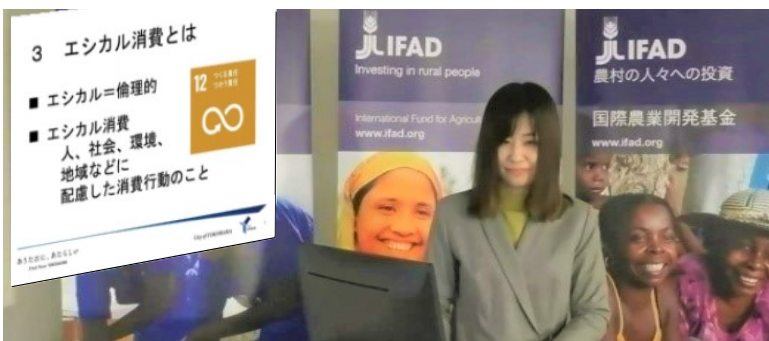 3 エシカル消費とは
■ エシカル=倫理的
■ エシカル消費
人、社会、環境、
地域などに
配慮した消費行動のこと
12 つくる責任
つかう責任
City of YOKOHAMA
IFAD
Investing in rural people
International Fund for Agricul
www.ifad.org
IFAD
農村の人々への投資
国際農業開発基金
www.ifad.org